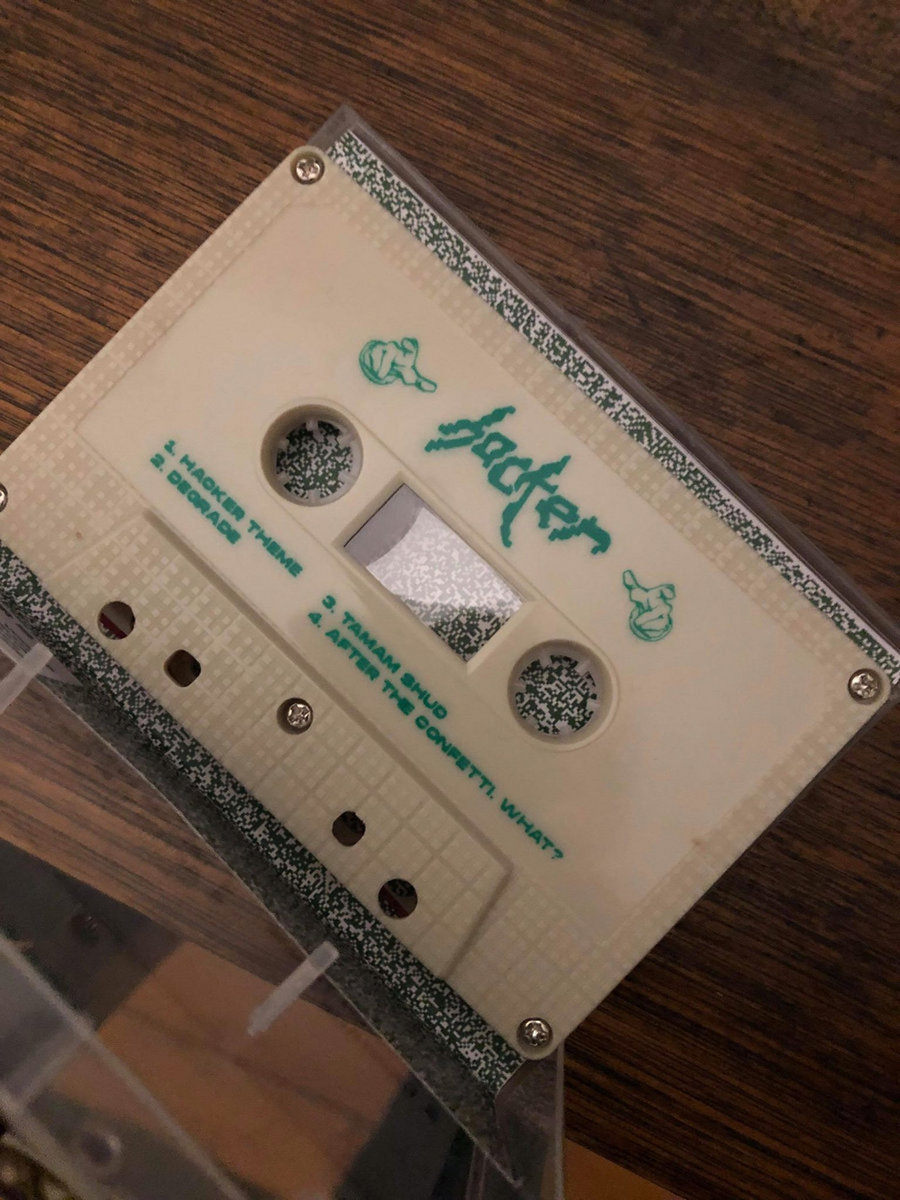 hacker
1. HACKER THEME
2. DEGRADE
3. TAMAM SHUD
4. AFTER THE CONFETTI, WHAT?